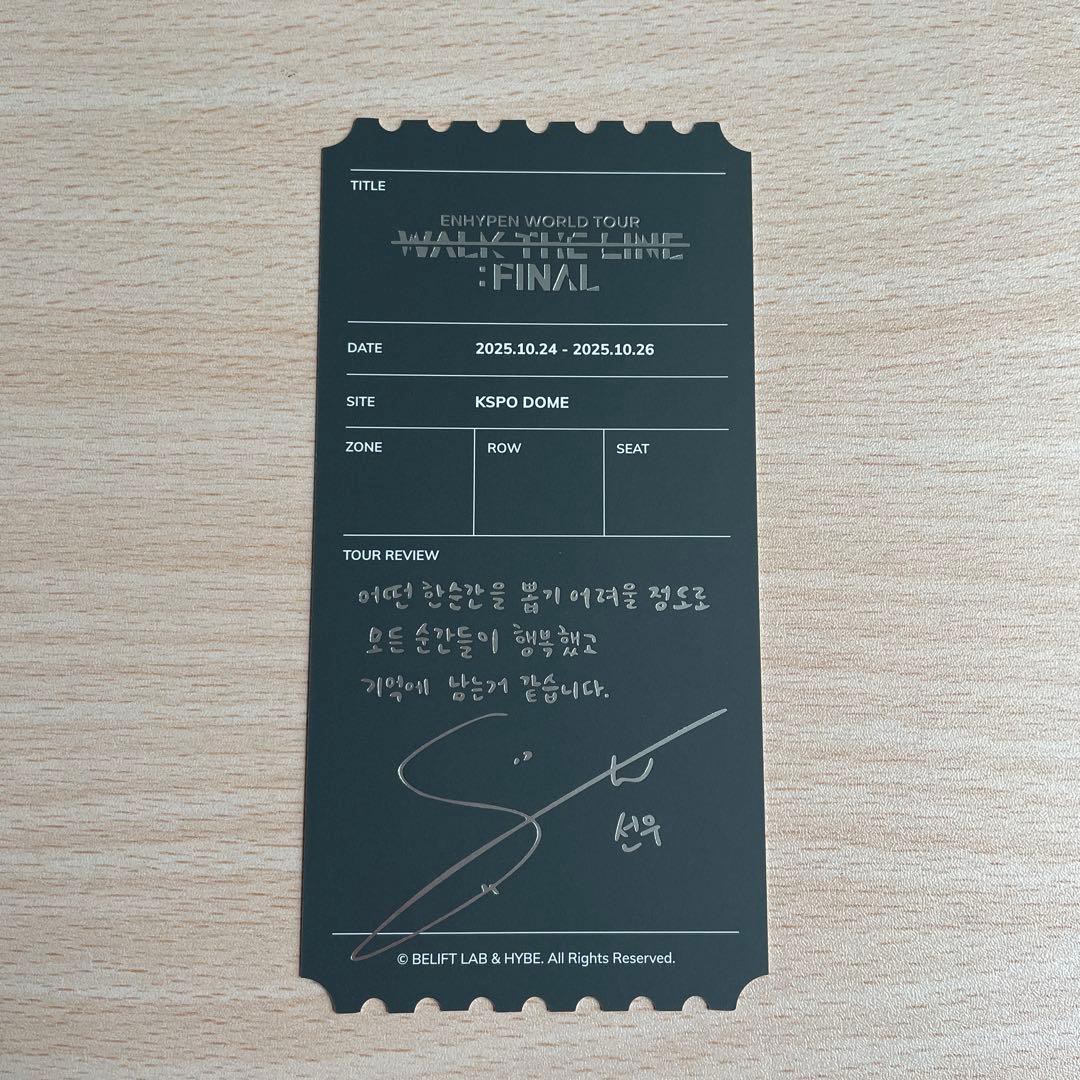 TITLE
ENHYPEN WORLD TOUR
WALK THE LINE
:FINAL
DATE 2025.10.24 - 2025.10.26
SITE KSPO DOME
ZONE ROW SEAT
TOUR REVIEW
어떤 한순간을 뽑기 어려울 정도로
모든 순간들이 행복했고
기억에 남는거 같습니다.
선우
© BELIFT LAB & HYBE. All Rights Reserved.